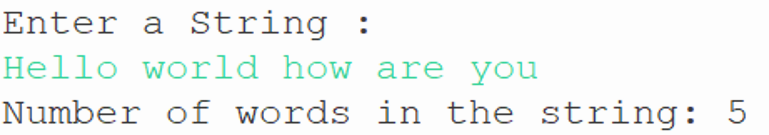 Enter a String :
Hello world how are you
Number of words in the string: 5